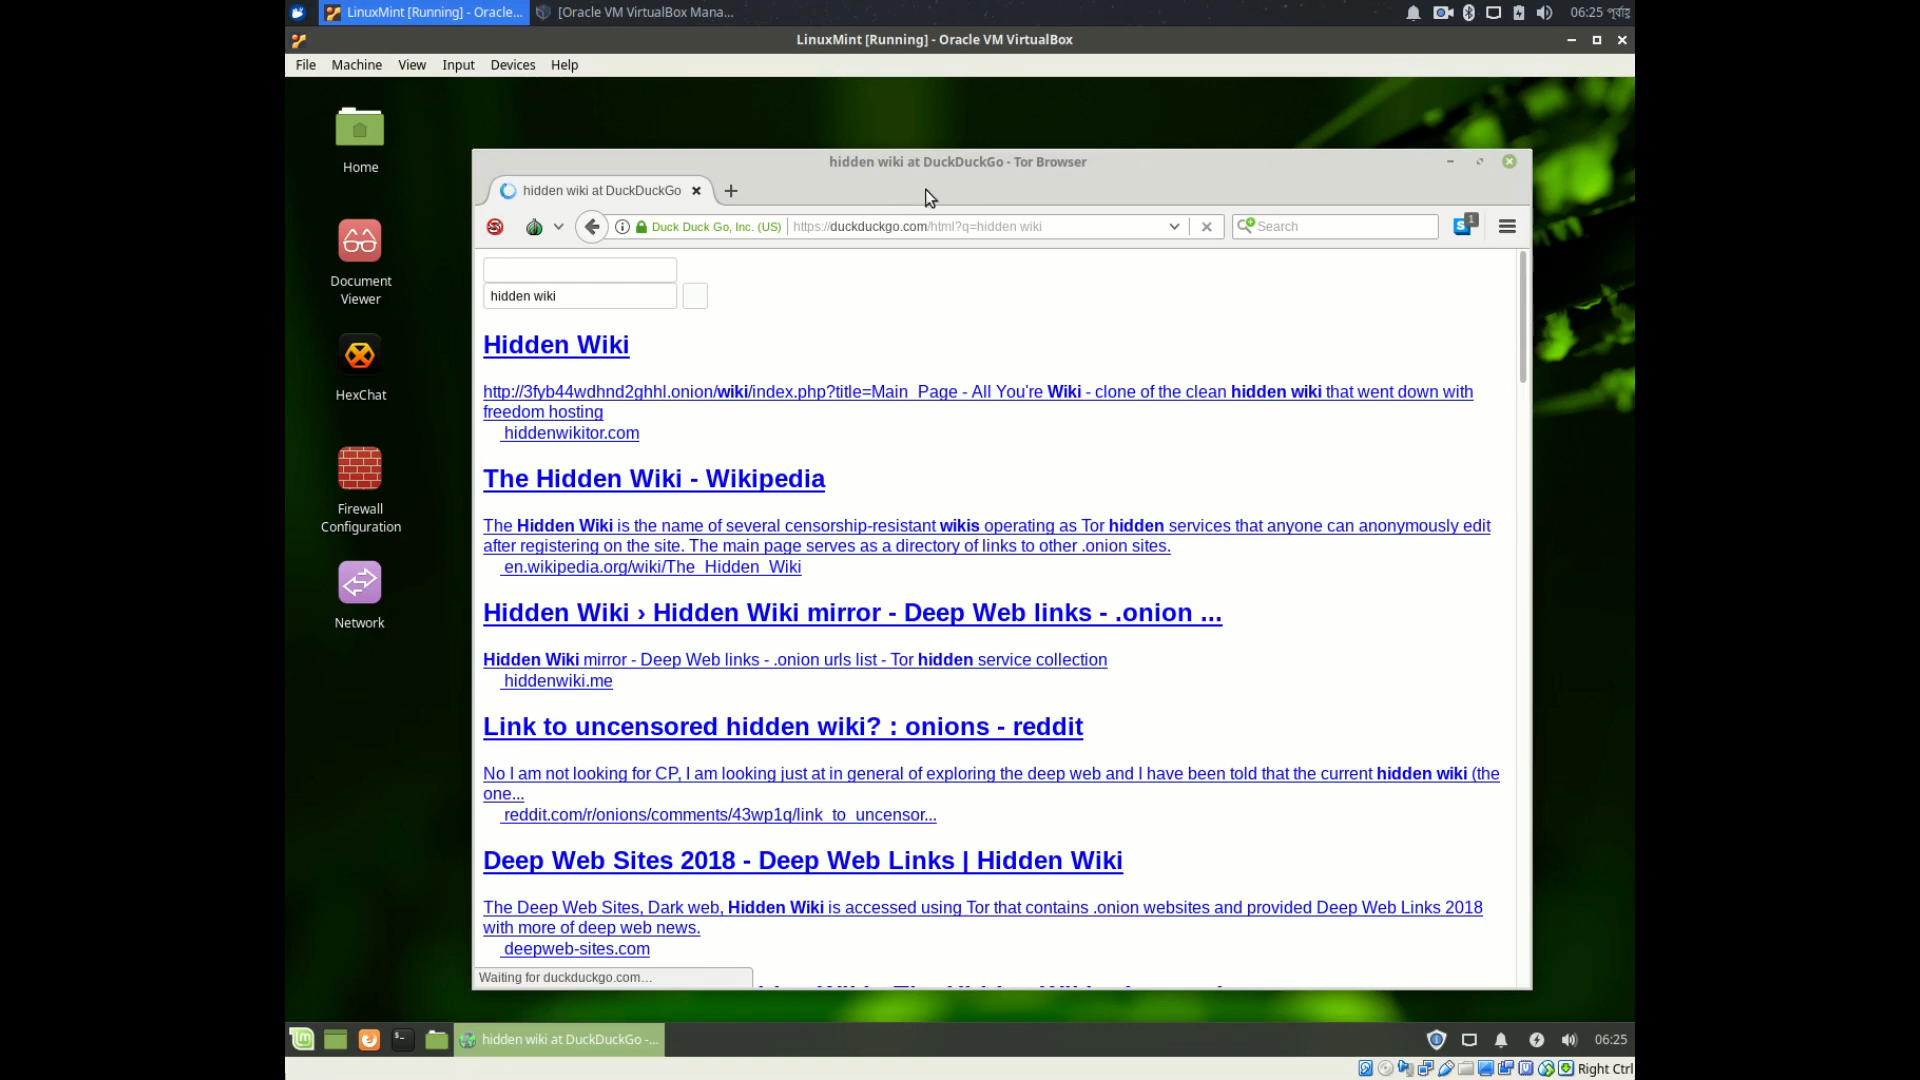 LinuxMint [Running] - Oracle...
[Oracle VM VirtualBox Mana...
06:25 পূর্বাহ্ণ
LinuxMint [Running] - Oracle VM VirtualBox
File Machine View Input Devices Help
Home
Document
Viewer
HexChat
Firewall
Configuration
Network
hidden wiki at DuckDuckGo - Tor Browser
hidden wiki at DuckDuckGo
Duck Duck Go, Inc. (US) https://duckduckgo.com/html?q=hidden wiki
Search
S 1
hidden wiki
Hidden Wiki
http://3fyb44wdhnd2ghhl.onion/wiki/index.php?title=Main_Page - All You're Wiki - clone of the clean hidden wiki that went down with
freedom hosting
hiddenwikitor.com
The Hidden Wiki - Wikipedia
The Hidden Wiki is the name of several censorship-resistant wikis operating as Tor hidden services that anyone can anonymously edit
after registering on the site. The main page serves as a directory of links to other .onion sites.
en.wikipedia.org/wiki/The_Hidden_Wiki
Hidden Wiki › Hidden Wiki mirror - Deep Web links - .onion ...
Hidden Wiki mirror - Deep Web links - .onion urls list - Tor hidden service collection
hiddenwiki.me
Link to uncensored hidden wiki? : onions - reddit
No I am not looking for CP, I am looking just at in general of exploring the deep web and I have been told that the current hidden wiki (the
one...
reddit.com/r/onions/comments/43wp1q/link_to_uncensor...
Deep Web Sites 2018 - Deep Web Links | Hidden Wiki
The Deep Web Sites, Dark web, Hidden Wiki is accessed using Tor that contains .onion websites and provided Deep Web Links 2018
with more of deep web news.
deepweb-sites.com
Waiting for duckduckgo.com...
hidden wiki at DuckDuckGo -...
06:25
Right Ctrl